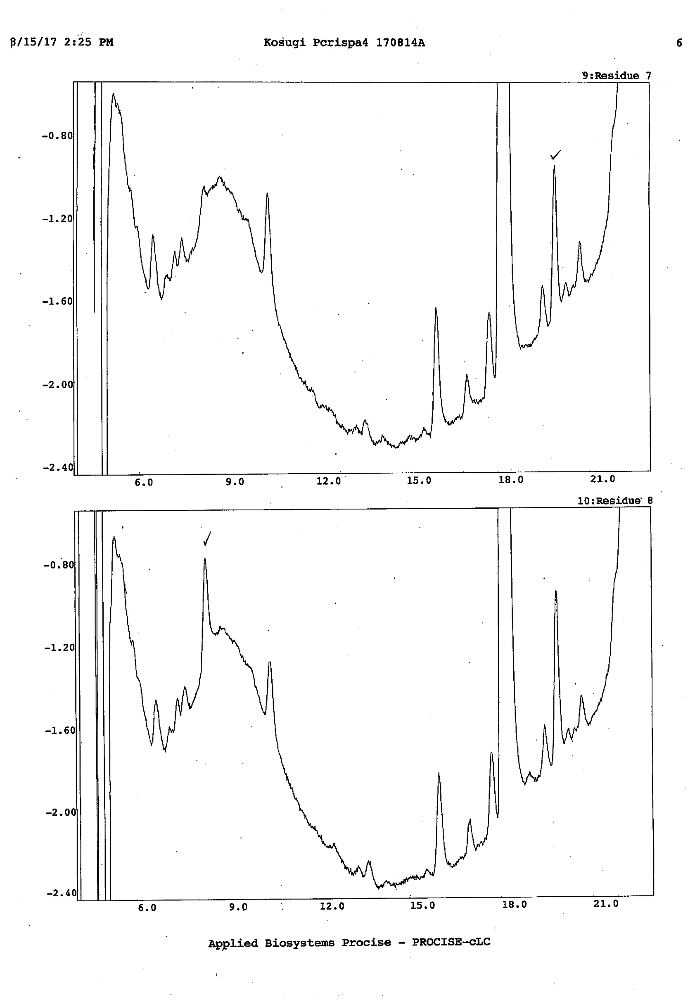 8/15/17 2:25 PM Kosugi Pcrispa4 170814A 6
9:Residue 7
-0.80
-1.20
-1.60
-2.00
-2.40
6.0 9.0 12.0 15.0 18.0 21.0
10:Residue 8
-0.80
-1.20
-1.60
-2.00
-2.40
6.0 9.0 12.0 15.0 18.0 21.0
Applied Biosystems Procise - PROCISE-cLC